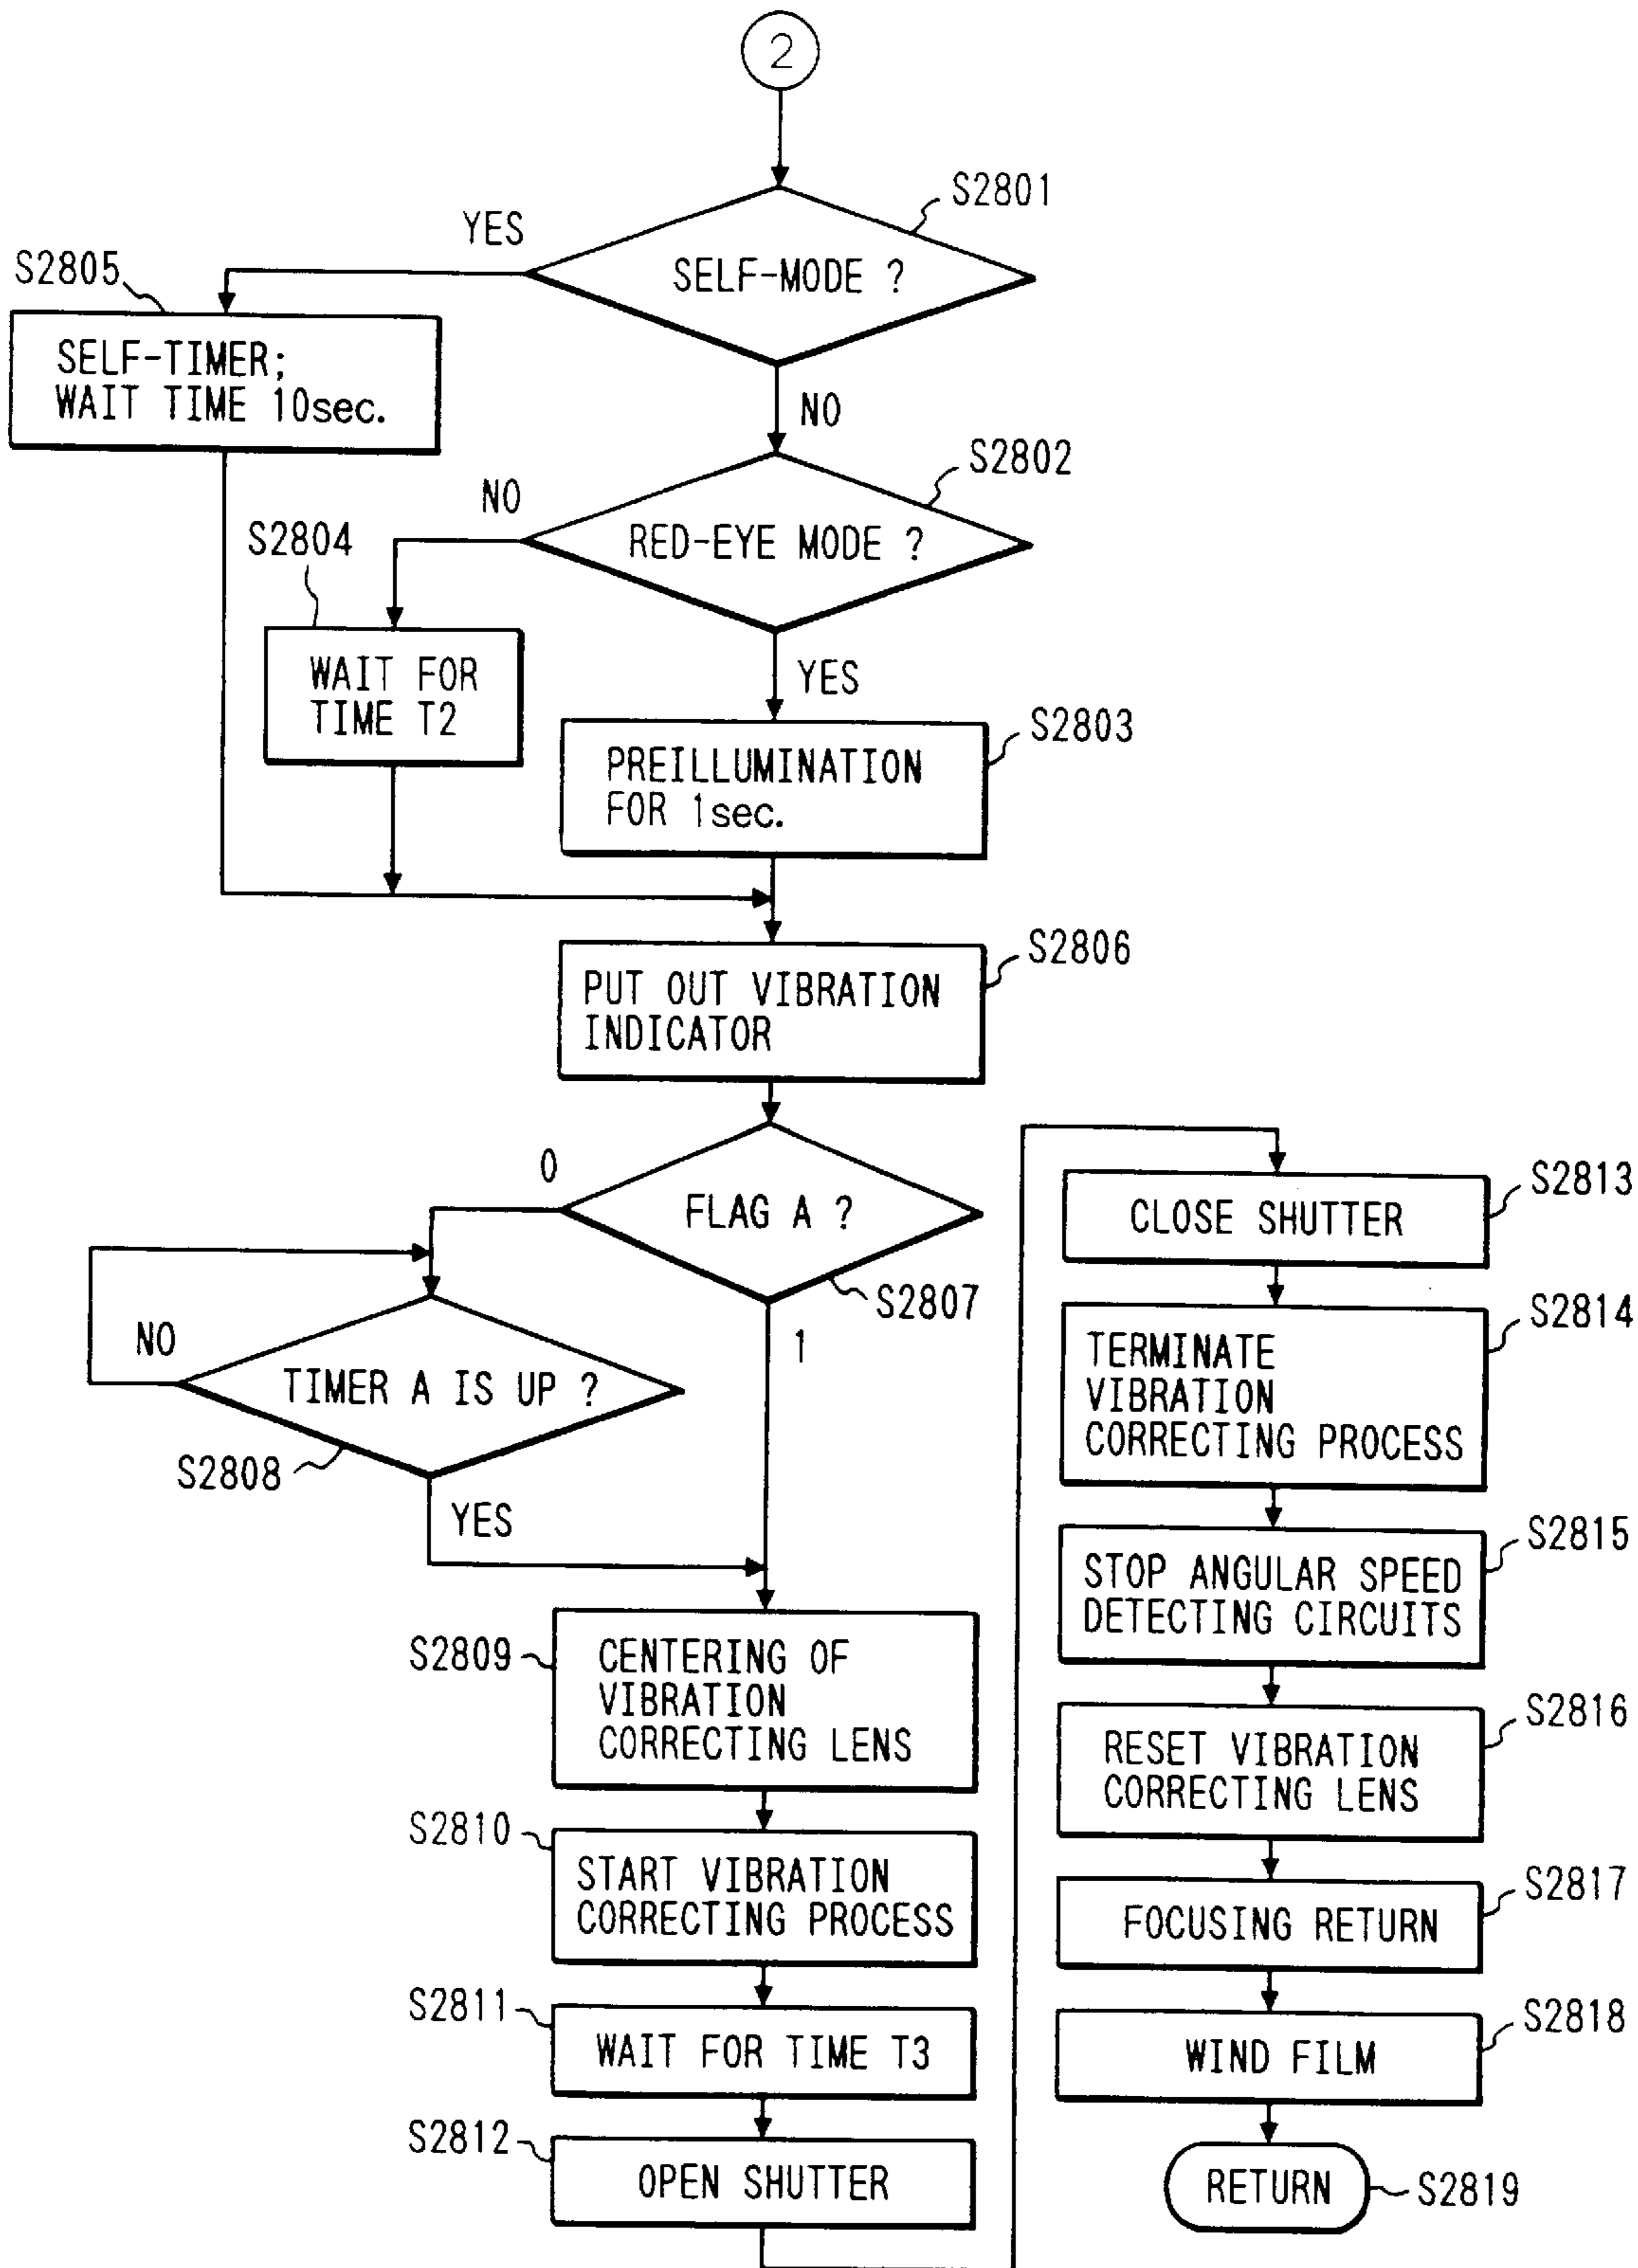 2
S2801
YES
SELF-MODE ?
S2805
SELF-TIMER;
WAIT TIME 10sec.
NO
S2802
NO
RED-EYE MODE ?
S2804
WAIT FOR
TIME T2
YES
S2803
PREILLUMINATION
FOR 1sec.
S2806
PUT OUT VIBRATION
INDICATOR
0
FLAG A ?
S2807
1
NO
TIMER A IS UP ?
S2808
YES
S2809
CENTERING OF
VIBRATION
CORRECTING LENS
S2810
START VIBRATION
CORRECTING PROCESS
S2811
WAIT FOR TIME T3
S2812
OPEN SHUTTER
S2813
CLOSE SHUTTER
S2814
TERMINATE
VIBRATION
CORRECTING PROCESS
S2815
STOP ANGULAR SPEED
DETECTING CIRCUITS
S2816
RESET VIBRATION
CORRECTING LENS
S2817
FOCUSING RETURN
S2818
WIND FILM
RETURN
S2819